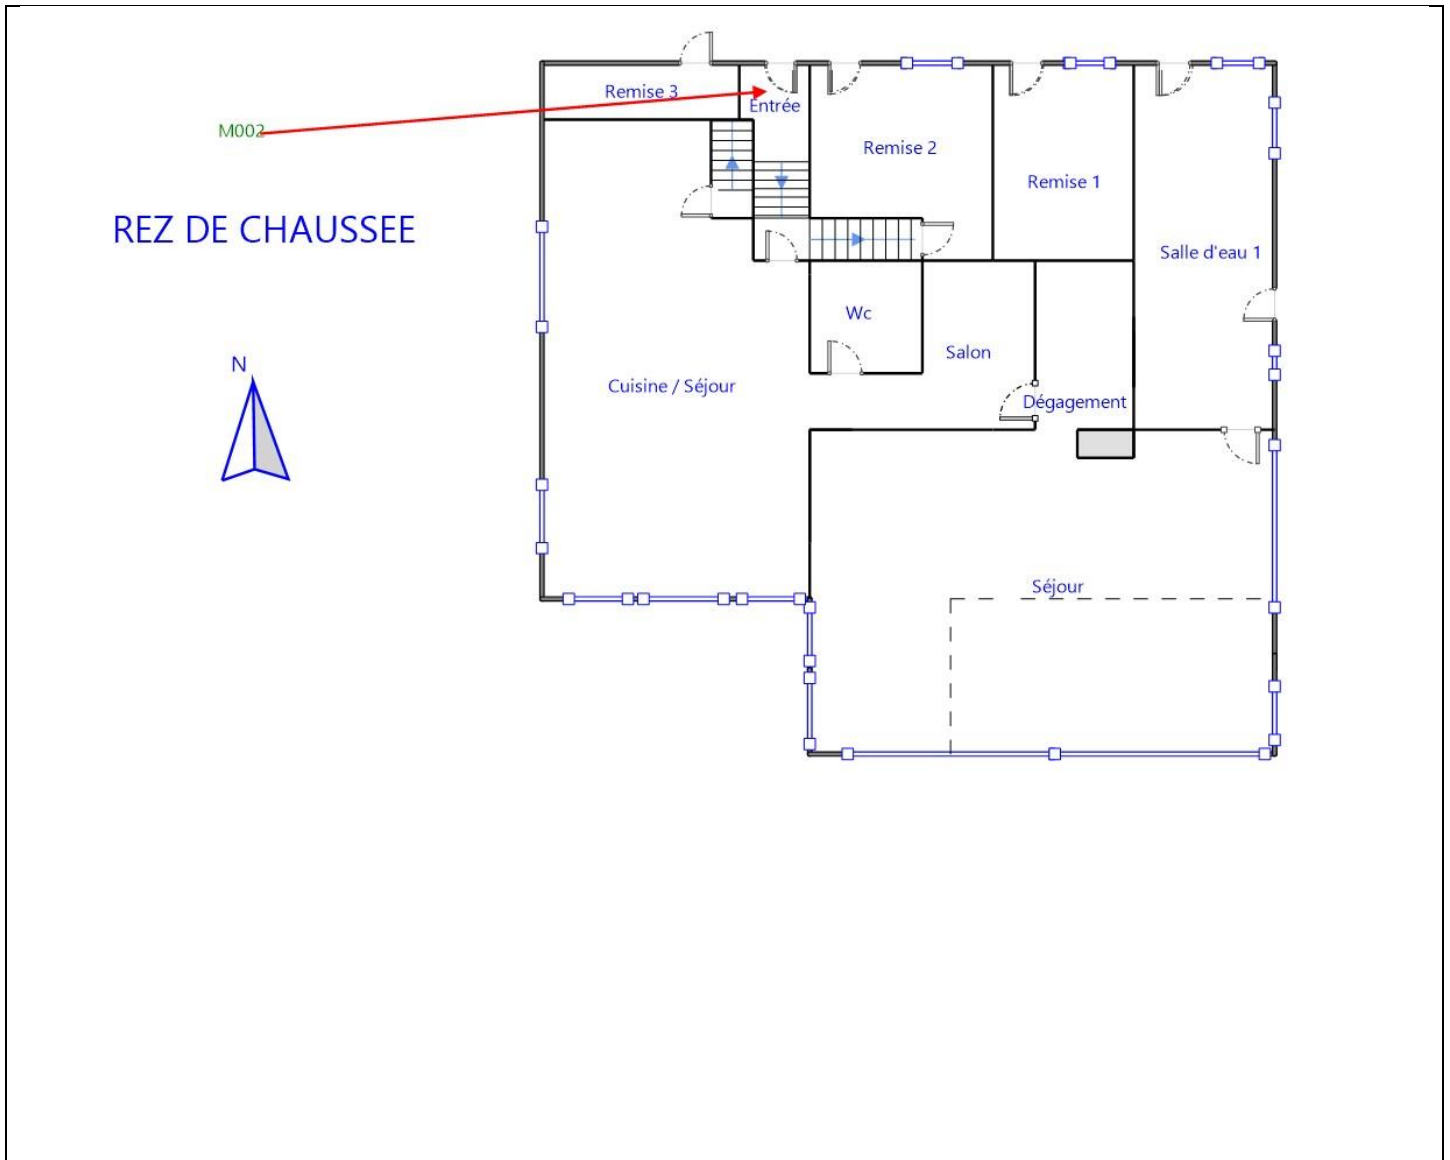 Remise 3
Entrée
M002
Remise 2
Remise 1
REZ DE CHAUSSEE
Salle d'eau 1
Wc
Salon
N
Cuisine / Séjour
Dégagement
Séjour